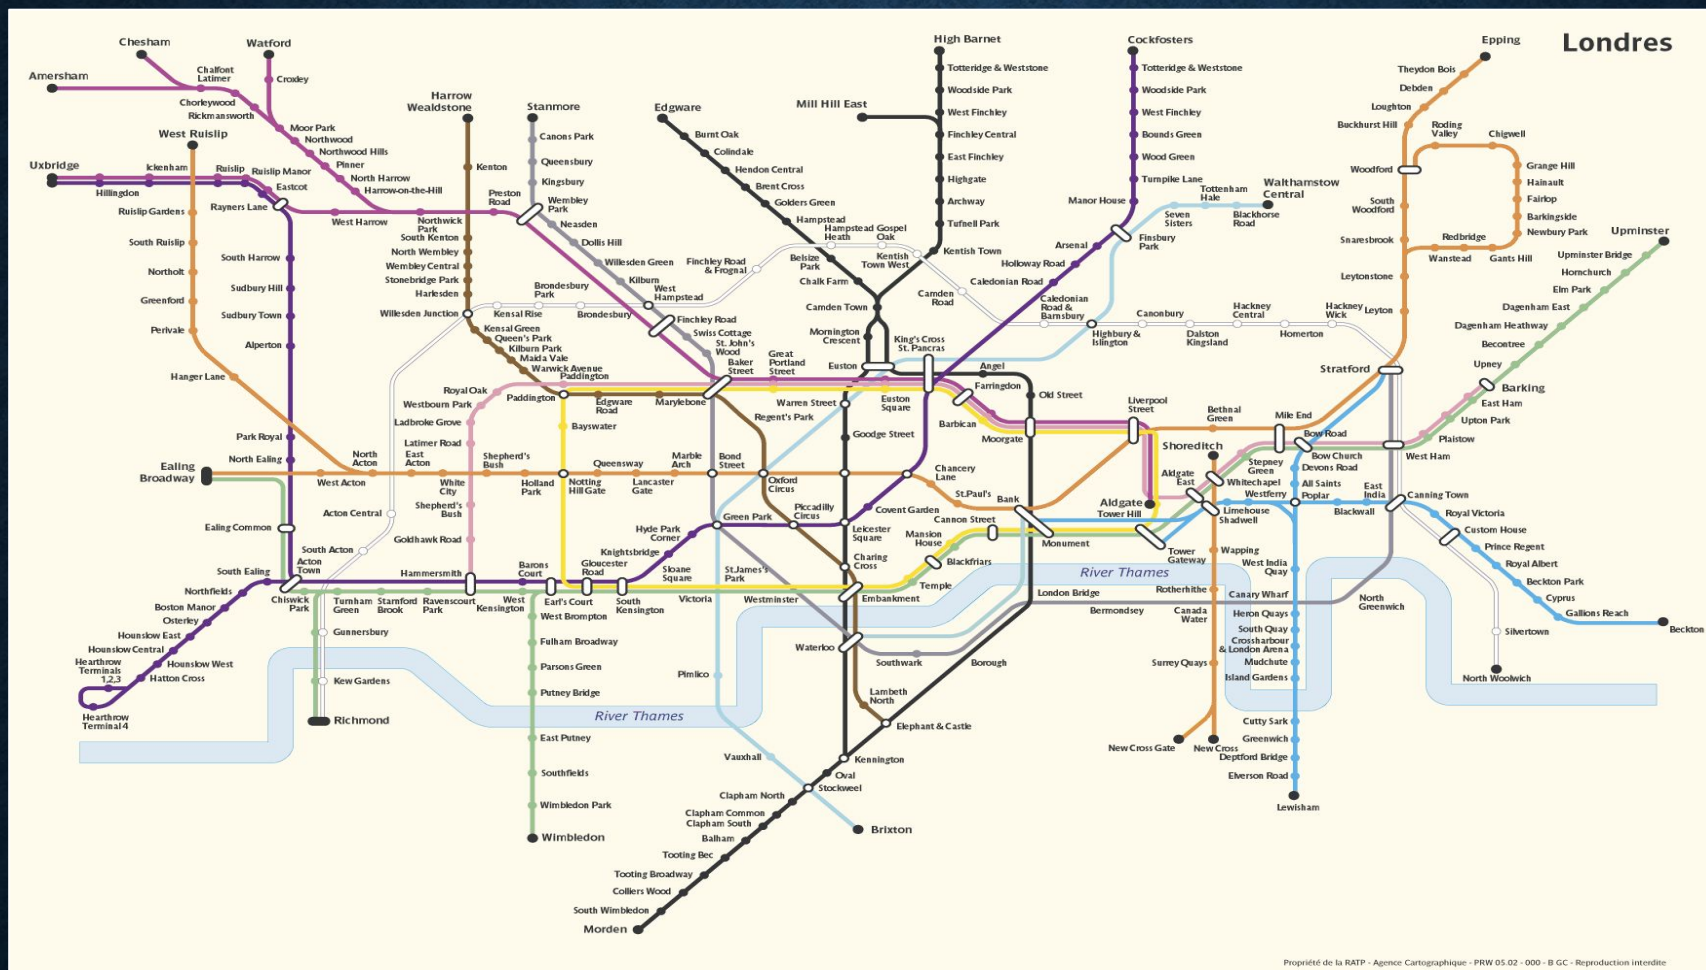 Londres
Chesham
Watford
Amersham
Chalfont
Latimer
Croxley
Chorleywood
Rickmansworth
Moor Park
Northwood
Northwood Hills
Pinner
North Harrow
Harrow-on-the-Hill
West Ruislip
Uxbridge
Ickenham
Ruislip
Ruislip Manor
Eastcot
Hillingdon
Rayners Lane
West Harrow
Northwick
Park
Preston
Road
Ruislip Gardens
South Ruislip
Northolt
Greenford
Perivale
Hanger Lane
South Harrow
Sudbury Hill
Sudbury Town
Alperton
Park Royal
North Ealing
Harrow
Wealdstone
Kenton
South Kenton
North Wembley
Wembley Central
Stonebridge Park
Harlesden
Willesden Junction
Kensal Green
Queen's Park
Kilburn Park
Maida Vale
Warwick Avenue
Paddington
Paddington
Stanmore
Canons Park
Queensbury
Kingsbury
Wembley
Park
Neasden
Dollis Hill
Willesden Green
Kilburn
West
Hampstead
Finchley Road
Swiss Cottage
St. John's
Wood
Baker
Street
Great
Portland
Street
Kensal Rise
Brondesbury
Park
Brondesbury
Finchley Road
& Frognal
Hampstead
Heath
Gospel
Oak
Kentish
Town West
Camden
Road
Caledonian
Road &
Barnsbury
Highbury &
Islington
Canonbury
Dalston
Kingsland
Hackney
Central
Homerton
Hackney
Wick
Edgware
Burnt Oak
Colindale
Hendon Central
Brent Cross
Golders Green
Hampstead
Belsize
Park
Chalk Farm
Camden Town
Mornington
Crescent
Euston
Mill Hill East
High Barnet
Totteridge & Weststone
Woodside Park
West Finchley
Finchley Central
East Finchley
Highgate
Archway
Tufnell Park
Kentish Town
Cockfosters
Totteridge & Weststone
Woodside Park
West Finchley
Bounds Green
Wood Green
Turnpike Lane
Manor House
Finsbury
Park
Arsenal
Holloway Road
Caledonian Road
King's Cross
St. Pancras
Seven
Sisters
Tottenham
Hale
Blackhorse
Road
Walthamstow
Central
Epping
Theydon Bois
Debden
Loughton
Buckhurst Hill
Roding
Valley
Chigwell
Woodford
Grange Hill
Hainault
Fairlop
Barkingside
Newbury Park
South
Woodford
Snaresbrook
Redbridge
Wanstead
Gants Hill
Leytonstone
Leyton
Stratford
Upminster
Upminster Bridge
Hornchurch
Elm Park
Dagenham East
Dagenham Heathway
Becontree
Upney
Barking
East Ham
Upton Park
Plaistow
West Ham
Royal Oak
Westbourn Park
Ladbroke Grove
Latimer Road
Shepherd's
Bush
Goldhawk Road
Hammersmith
Edgware
Road
Marylebone
Regent's Park
Bayswater
Warren Street
Goodge Street
Euston
Square
Angel
Old Street
Farringdon
Barbican
Moorgate
Liverpool
Street
Bethnal
Green
Mile End
Bow Road
Bow Church
Stepney
Green
Shoreditch
Whitechapel
Aldgate
East
Aldgate
Tower Hill
Ealing
Broadway
West Acton
North
Acton
East
Acton
White
City
Shepherd's
Bush
Holland
Park
Notting
Hill Gate
Queensway
Lancaster
Gate
Marble
Arch
Bond
Street
Oxford
Circus
Chancery
Lane
St.Paul's
Bank
Monument
Cannon Street
Mansion
House
Blackfriars
Temple
Embankment
Charing
Cross
Leicester
Square
Covent Garden
Piccadilly
Circus
Green Park
Hyde Park
Corner
Knightsbridge
Sloane
Square
St.James's
Park
Victoria
Westminster
South
Kensington
Gloucester
Road
Earl's Court
Barons
Court
West
Kensington
Ravenscourt
Park
Stamford
Brook
Turnham
Green
Chiswick
Park
Acton
Town
Ealing Common
Acton Central
South Acton
South Ealing
Northfields
Boston Manor
Osterley
Hounslow East
Hounslow Central
Hounslow West
Hatton Cross
Hearthrow
Terminals
1,2,3
Hearthrow
Terminal 4
Gunnersbury
Kew Gardens
Richmond
West Brompton
Fulham Broadway
Parsons Green
Putney Bridge
East Putney
Southfields
Wimbledon Park
Wimbledon
River Thames
River Thames
Pimlico
Vauxhall
Stockweel
Brixton
Waterloo
Southwark
Lambeth
North
Elephant & Castle
Borough
London Bridge
Bermondsey
Kennington
Oval
Clapham North
Clapham Common
Clapham South
Balham
Tooting Bec
Tooting Broadway
Colliers Wood
South Wimbledon
Morden
Tower
Gateway
Limehouse
Shadwell
Westferry
Devons Road
All Saints
Poplar
Blackwall
East
India
Canning Town
Royal Victoria
Custom House
Prince Regent
Royal Albert
Beckton Park
Cyprus
Gallions Reach
Beckton
Silvertown
North Woolwich
North
Greenwich
Wapping
Rotherhithe
Canada
Water
Surrey Quays
New Cross Gate
New Cross
West India
Quay
Canary Wharf
Heron Quays
South Quay
Crossharbour
& London Arena
Mudchute
Island Gardens
Cutty Sark
Greenwich
Deptford Bridge
Elverson Road
Lewisham
Propriété de la RATP - Agence Cartographique - PRW 05.02 - 000 - B GC - Reproduction interdite